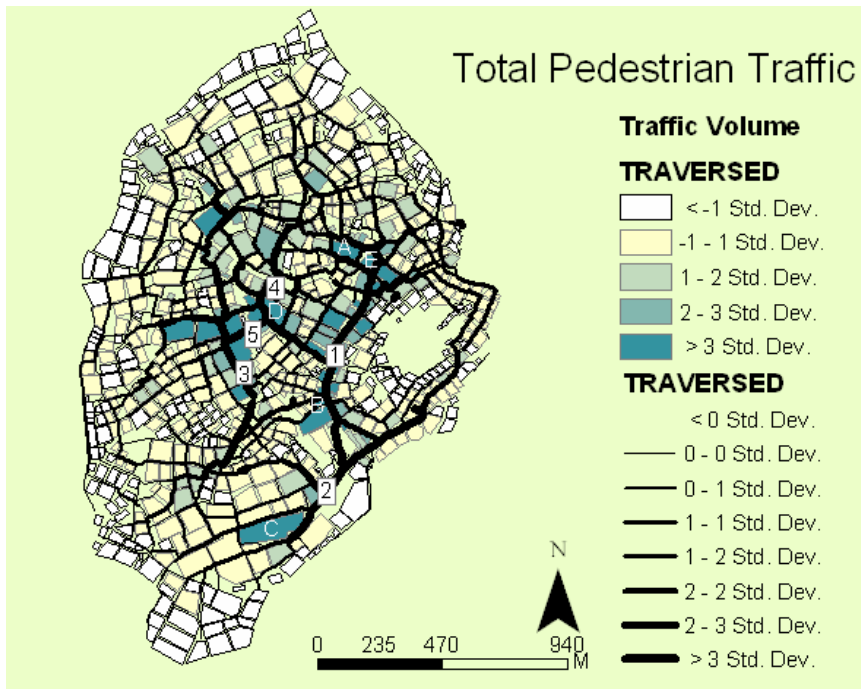 Total Pedestrian Traffic
Traffic Volume
TRAVERSED
< -1 Std. Dev.
-1 - 1 Std. Dev.
1 - 2 Std. Dev.
2 - 3 Std. Dev.
> 3 Std. Dev.
TRAVERSED
< 0 Std. Dev.
0 - 0 Std. Dev.
0 - 1 Std. Dev.
1 - 1 Std. Dev.
1 - 2 Std. Dev.
2 - 2 Std. Dev.
2 - 3 Std. Dev.
> 3 Std. Dev.
A
E
4
D
5
1
3
B
2
C
N
0 235 470 940
M